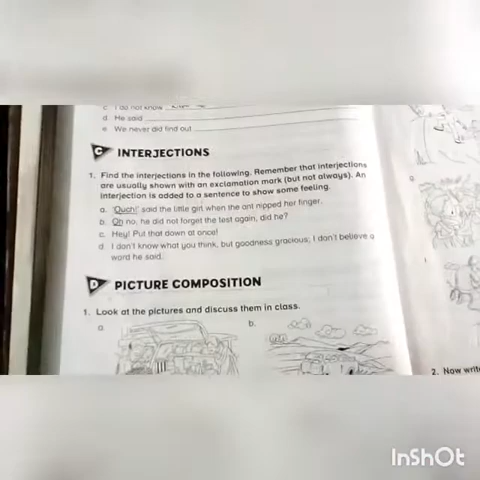 c. I do not know
d. He said
e. We never did find out
C INTERJECTIONS
1. Find the interjections in the following. Remember that interjections
are usually shown with an exclamation mark (but not always). An
interjection is added to a sentence to show some feeling.
a. 'Ouch!' said the little girl when the ant nipped her finger.
b. Oh no, he did not forget the test again, did he?
c. Hey! Put that down at once!
d. I don't know what you think, but goodness gracious, I don't believe a
word he said.
D PICTURE COMPOSITION
1. Look at the pictures and discuss them in class.
a.
b.
2. Now write
InShOt